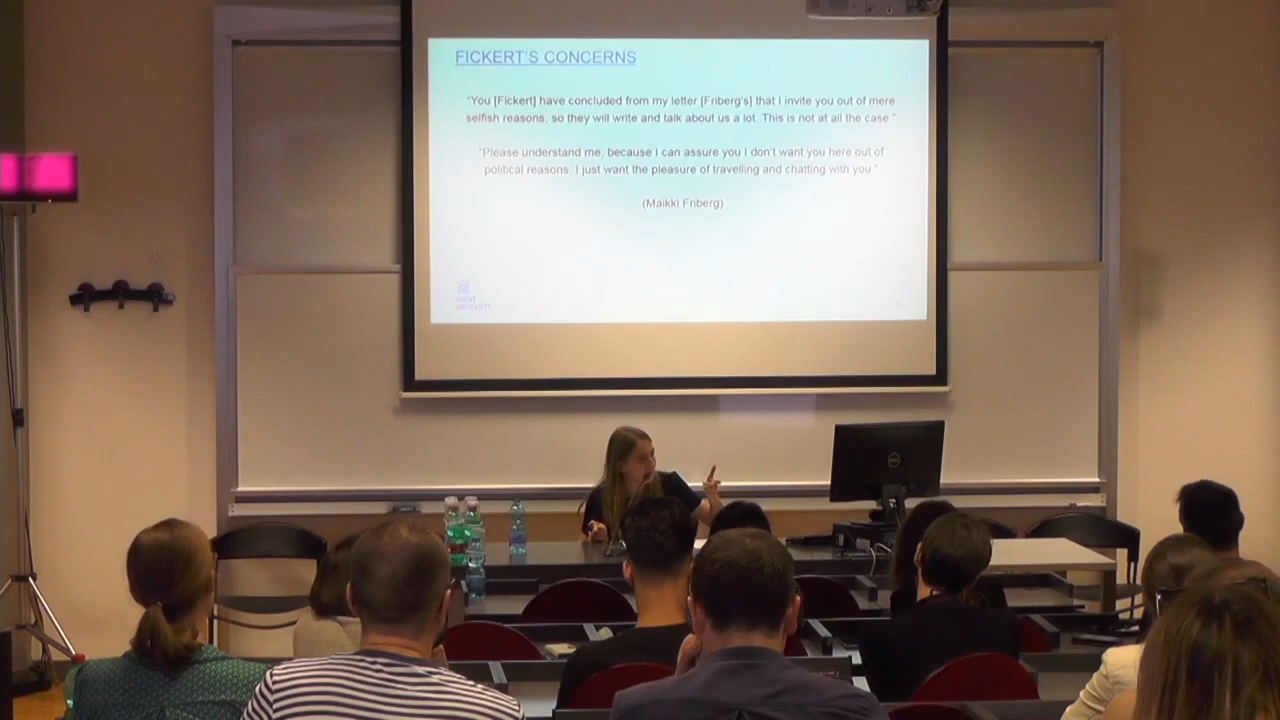 FICKERT'S CONCERNS
"You [Fickert] have concluded from my letter [Friberg's] that I invite you out of mere
selfish reasons, so they will write and talk about us a lot. This is not at all the case."
"Please understand me, because I can assure you I don't want you here out of
political reasons: I just want the pleasure of travelling and chatting with you."
(Maikki Friberg)
GHENT
UNIVERSITY
DELL